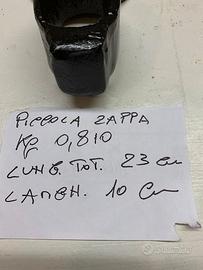 PICCOLA ZAPPA
Kg 0,810
LUNG. TOT. 23 cm
LARGH. 10 cm